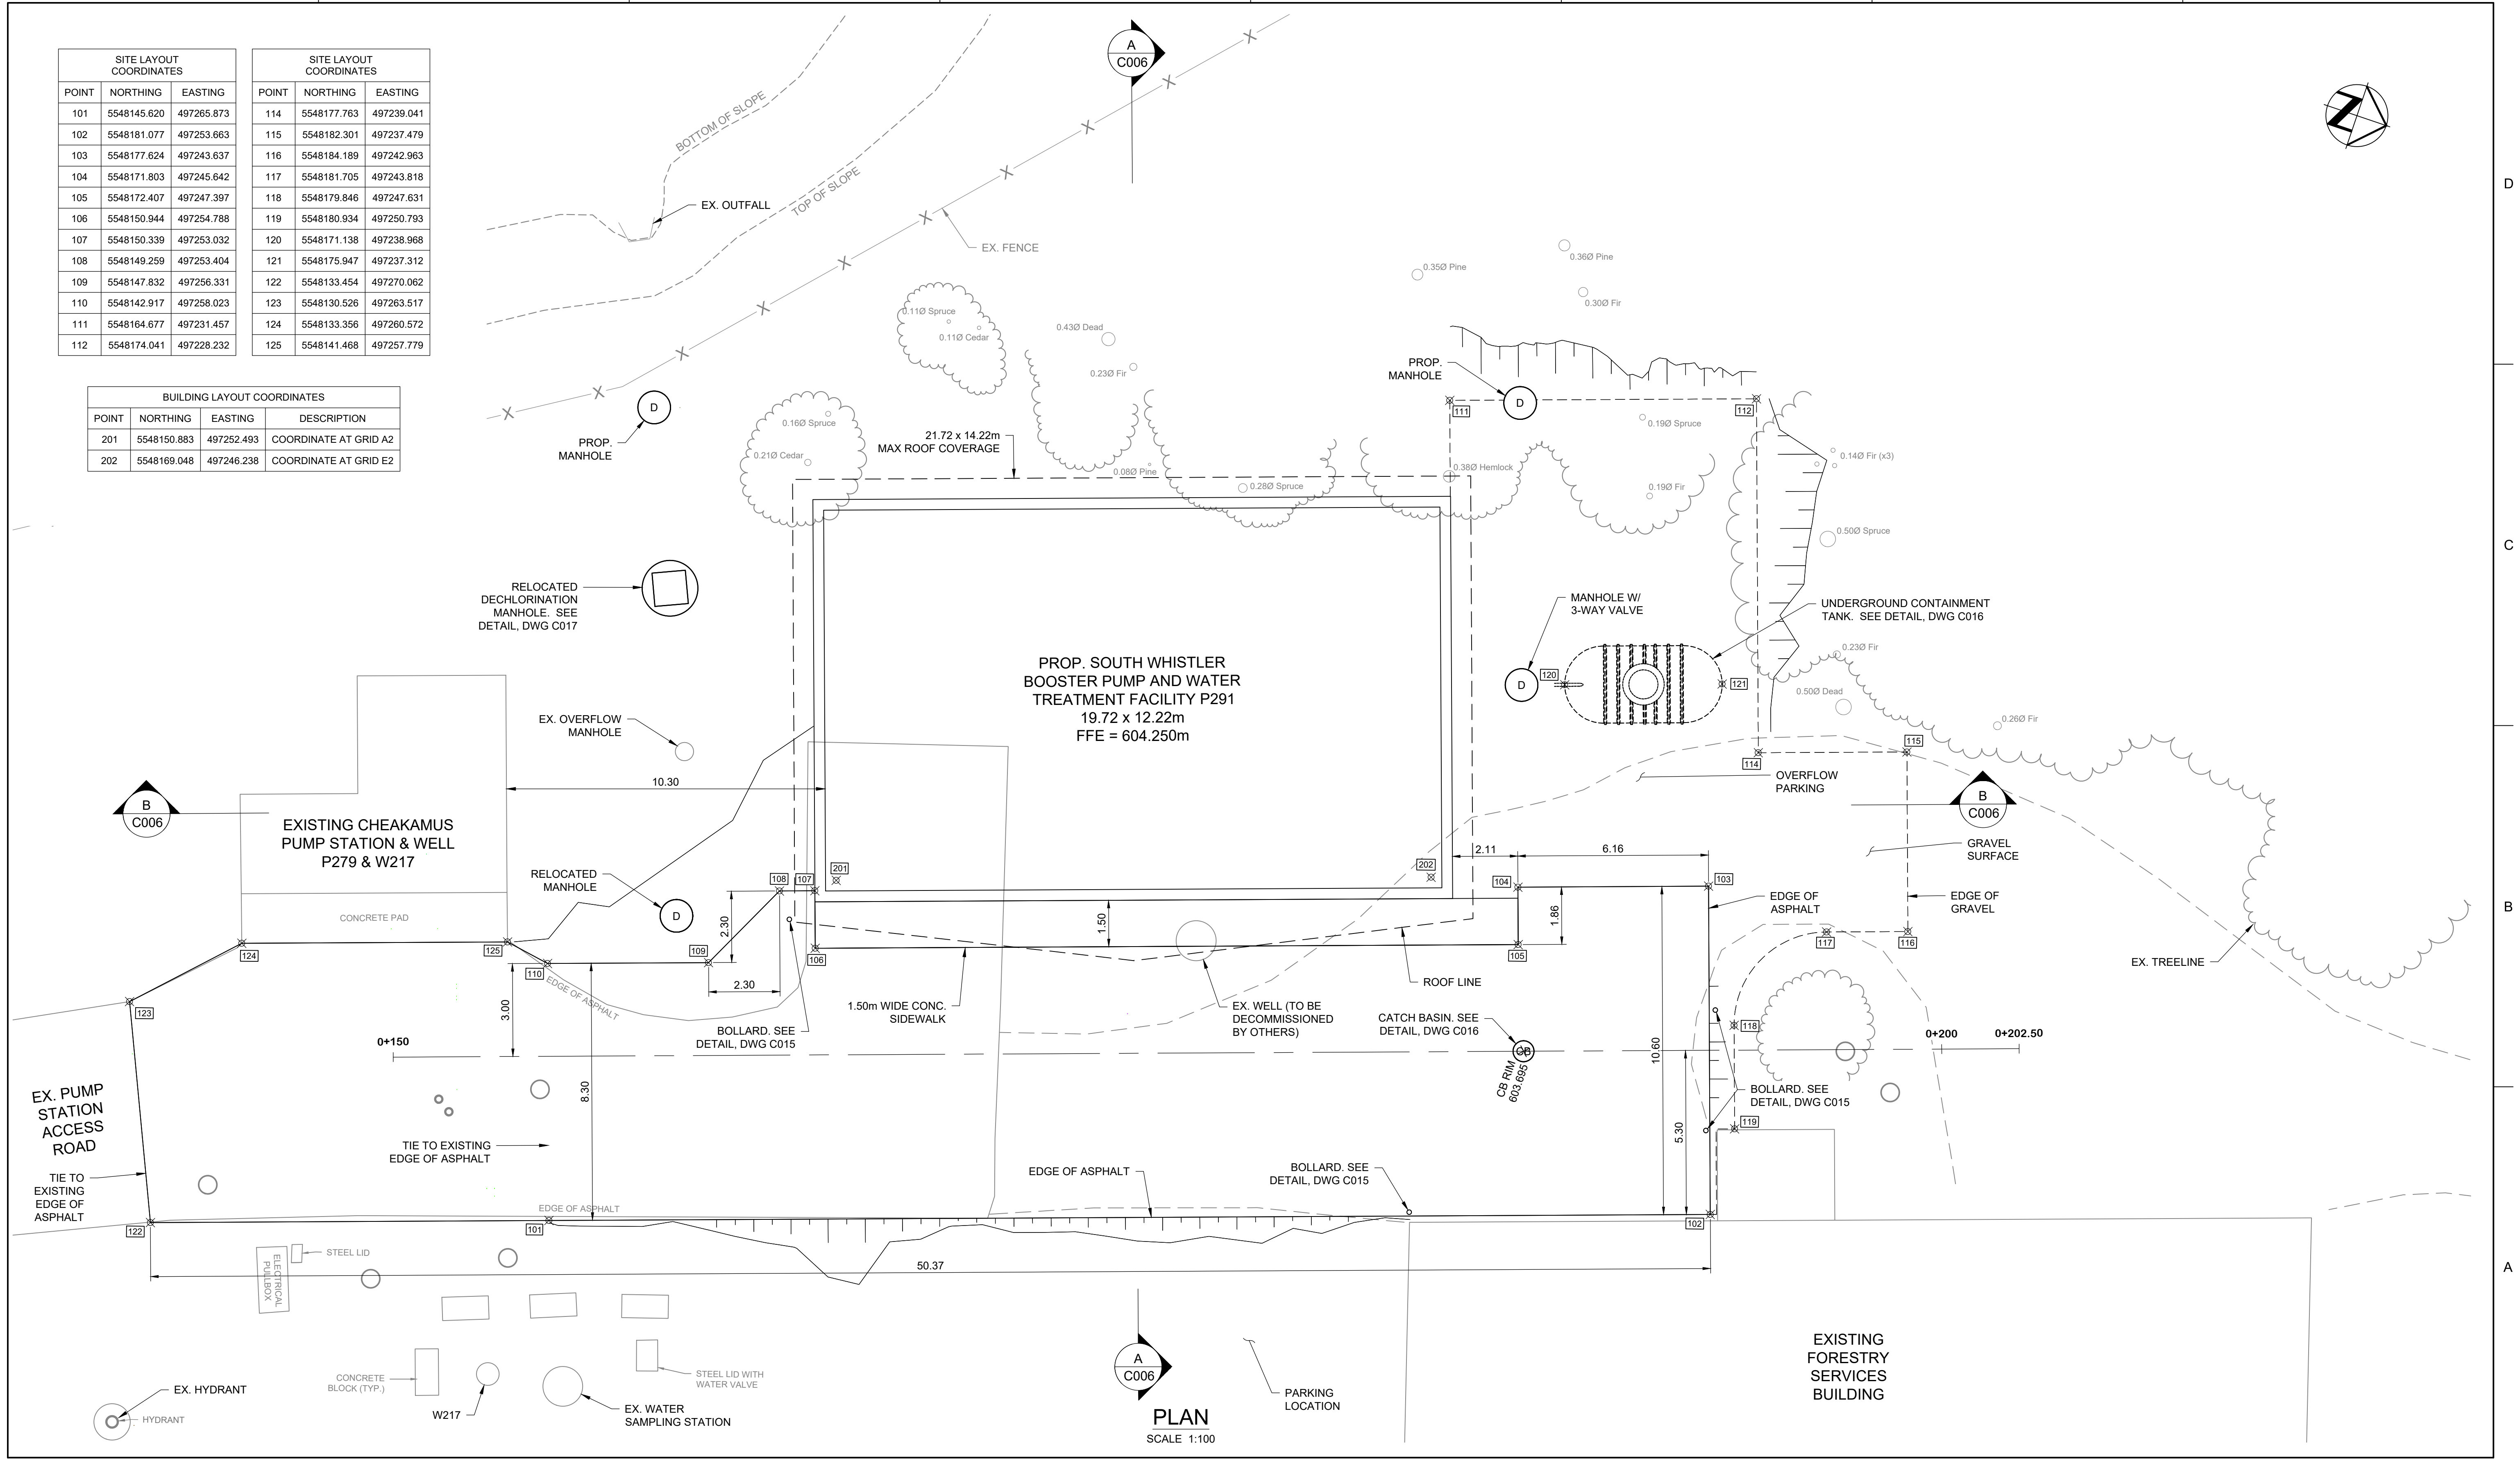 SITE LAYOUT
COORDINATES
POINT NORTHING EASTING
101 5548145.620 497265.873
102 5548181.077 497253.663
103 5548177.624 497243.637
104 5548171.803 497245.642
105 5548172.407 497247.397
106 5548150.944 497254.788
107 5548150.339 497253.032
108 5548149.259 497253.404
109 5548147.832 497256.331
110 5548142.917 497258.023
111 5548164.677 497231.457
112 5548174.041 497228.232
SITE LAYOUT
COORDINATES
POINT NORTHING EASTING
114 5548177.763 497239.041
115 5548182.301 497237.479
116 5548184.189 497242.963
117 5548181.705 497243.818
118 5548179.846 497247.631
119 5548180.934 497250.793
120 5548171.138 497238.968
121 5548175.947 497237.312
122 5548133.454 497270.062
123 5548130.526 497263.517
124 5548133.356 497260.572
125 5548141.468 497257.779
BUILDING LAYOUT COORDINATES
POINT NORTHING EASTING DESCRIPTION
201 5548150.883 497252.493 COORDINATE AT GRID A2
202 5548169.048 497246.238 COORDINATE AT GRID E2
A
C006
N
D
BOTTOM OF SLOPE
TOP OF SLOPE
EX. OUTFALL
EX. FENCE
X X X X X X X X X X
0.36Ø Pine
0.35Ø Pine
0.30Ø Fir
0.11Ø Spruce
0.11Ø Cedar
0.43Ø Dead
0.23Ø Fir
PROP.
MANHOLE
D
111
112
D
PROP.
MANHOLE
0.16Ø Spruce
0.21Ø Cedar
21.72 x 14.22m
MAX ROOF COVERAGE
0.08Ø Pine
0.28Ø Spruce
0.38Ø Hemlock
0.19Ø Spruce
0.19Ø Fir
0.14Ø Fir (x3)
0.50Ø Spruce
C
RELOCATED
DECHLORINATION
MANHOLE. SEE
DETAIL, DWG C017
MANHOLE W/
3-WAY VALVE
D
120
121
UNDERGROUND CONTAINMENT
TANK. SEE DETAIL, DWG C016
0.23Ø Fir
0.50Ø Dead
0.26Ø Fir
PROP. SOUTH WHISTLER
BOOSTER PUMP AND WATER
TREATMENT FACILITY P291
19.72 x 12.22m
FFE = 604.250m
EX. OVERFLOW
MANHOLE
10.30
B
C006
EXISTING CHEAKAMUS
PUMP STATION & WELL
P279 & W217
CONCRETE PAD
RELOCATED
MANHOLE
D
114
115
OVERFLOW
PARKING
B
C006
GRAVEL
SURFACE
EDGE OF
GRAVEL
EDGE OF
ASPHALT
201
202
2.11
6.16
108
107
104
103
2.30
1.50
1.86
B
124
125
110
109
106
105
117
116
123
2.30
3.00
EDGE OF ASPHALT
BOLLARD. SEE
DETAIL, DWG C015
1.50m WIDE CONC.
SIDEWALK
EX. WELL (TO BE
DECOMMISSIONED
BY OTHERS)
ROOF LINE
CATCH BASIN. SEE
DETAIL, DWG C016
CB
CB RIM
603.695
EX. TREELINE
118
0+150
0+200
0+202.50
8.30
10.60
5.30
BOLLARD. SEE
DETAIL, DWG C015
119
EX. PUMP
STATION
ACCESS
ROAD
TIE TO EXISTING
EDGE OF ASPHALT
TIE TO
EXISTING
EDGE OF
ASPHALT
EDGE OF ASPHALT
EDGE OF ASPHALT
BOLLARD. SEE
DETAIL, DWG C015
122
101
102
50.37
A
STEEL LID
ELECTRICAL
PULLBOX
CONCRETE
BLOCK (TYP.)
STEEL LID WITH
WATER VALVE
W217
EX. WATER
SAMPLING STATION
EX. HYDRANT
HYDRANT
A
C006
PARKING
LOCATION
EXISTING
FORESTRY
SERVICES
BUILDING
PLAN
SCALE 1:100